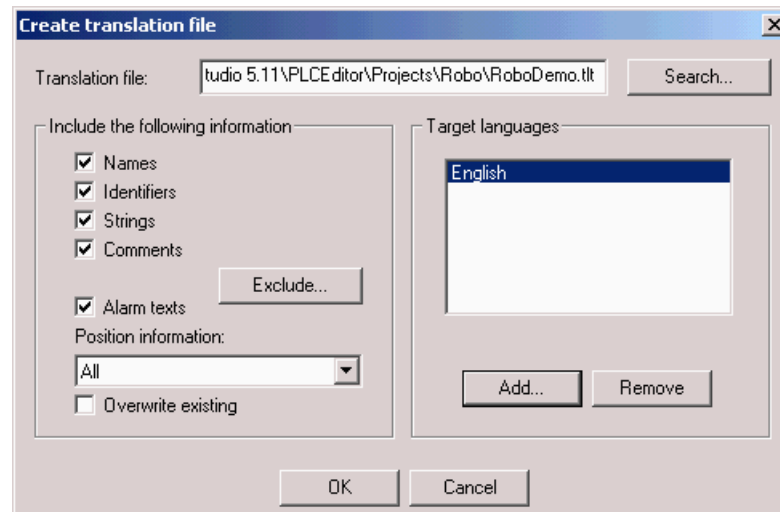 Create translation file
Translation file:
tudio 5.11\PLCEditor\Projects\Robo\RoboDemo.tlt
Search...
Include the following information
Names
Identifiers
Strings
Comments
Exclude...
Alarm texts
Position information:
All
Overwrite existing
Target languages
English
Add...
Remove
OK
Cancel